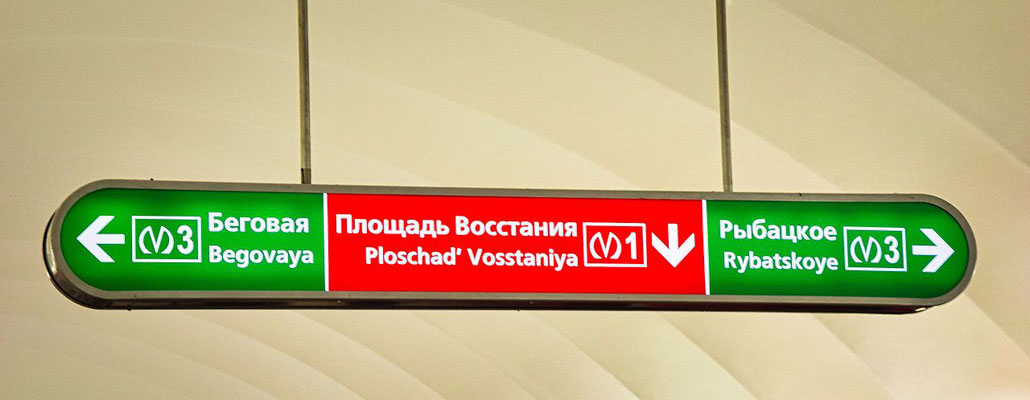 3 Беговая
Begovaya
Площадь Восстания
Ploschad' Vosstaniya
1
Рыбацкое
Rybatskoye
3